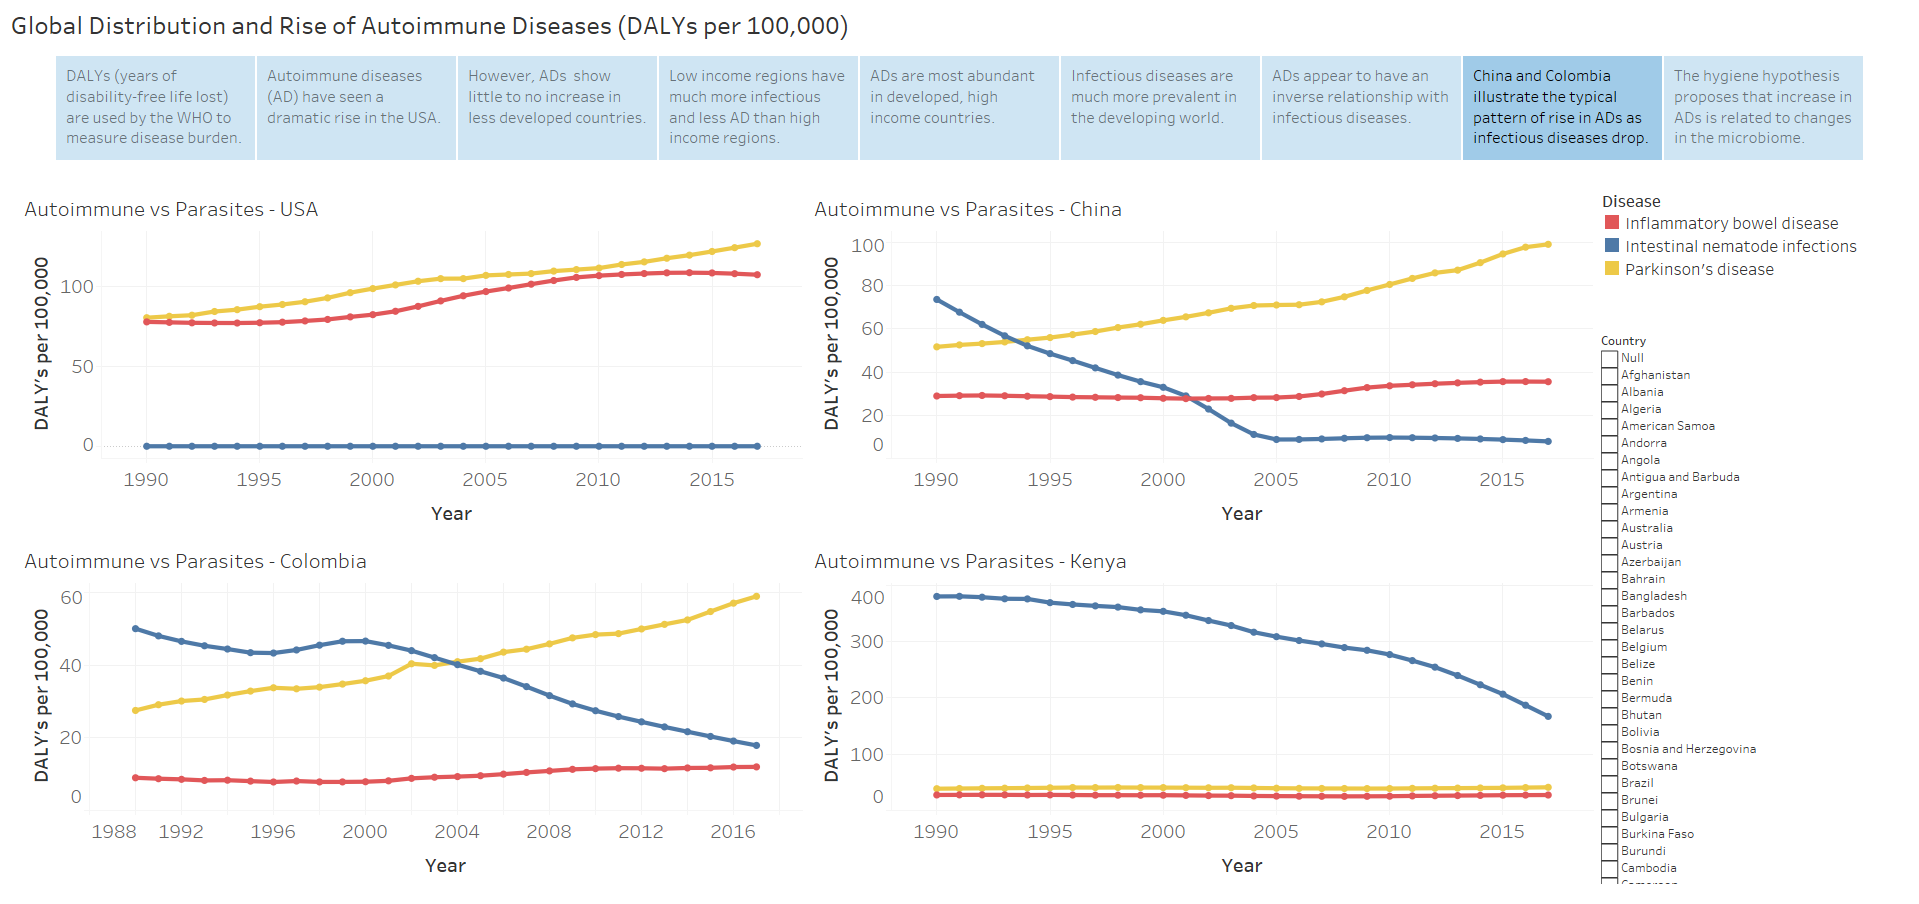 Global Distribution and Rise of Autoimmune Diseases (DALYs per 100,000)
DALYs (years of
disability-free life lost)
are used by the WHO to
measure disease burden.
Autoimmune diseases
(AD) have seen a
dramatic rise in the USA.
However, ADs show
little to no increase in
less developed countries.
Low income regions have
much more infectious
and less AD than high
income regions.
ADs are most abundant
in developed, high
income countries.
Infectious diseases are
much more prevalent in
the developing world.
ADs appear to have an
inverse relationship with
infectious diseases.
China and Colombia
illustrate the typical
pattern of rise in ADs as
infectious diseases drop.
The hygiene hypothesis
proposes that increase in
ADs is related to changes
in the microbiome.
Autoimmune vs Parasites - USA
DALY's per 100,000
100
50
0
1990 1995 2000 2005 2010 2015
Year
Autoimmune vs Parasites - China
DALY's per 100,000
100
80
60
40
20
0
1990 1995 2000 2005 2010 2015
Year
Autoimmune vs Parasites - Colombia
DALY's per 100,000
60
40
20
0
1988 1992 1996 2000 2004 2008 2012 2016
Year
Autoimmune vs Parasites - Kenya
DALY's per 100,000
400
300
200
100
0
1990 1995 2000 2005 2010 2015
Year
Disease
Inflammatory bowel disease
Intestinal nematode infections
Parkinson's disease
Country
Null
Afghanistan
Albania
Algeria
American Samoa
Andorra
Angola
Antigua and Barbuda
Argentina
Armenia
Australia
Austria
Azerbaijan
Bahrain
Bangladesh
Barbados
Belarus
Belgium
Belize
Benin
Bermuda
Bhutan
Bolivia
Bosnia and Herzegovina
Botswana
Brazil
Brunei
Bulgaria
Burkina Faso
Burundi
Cambodia